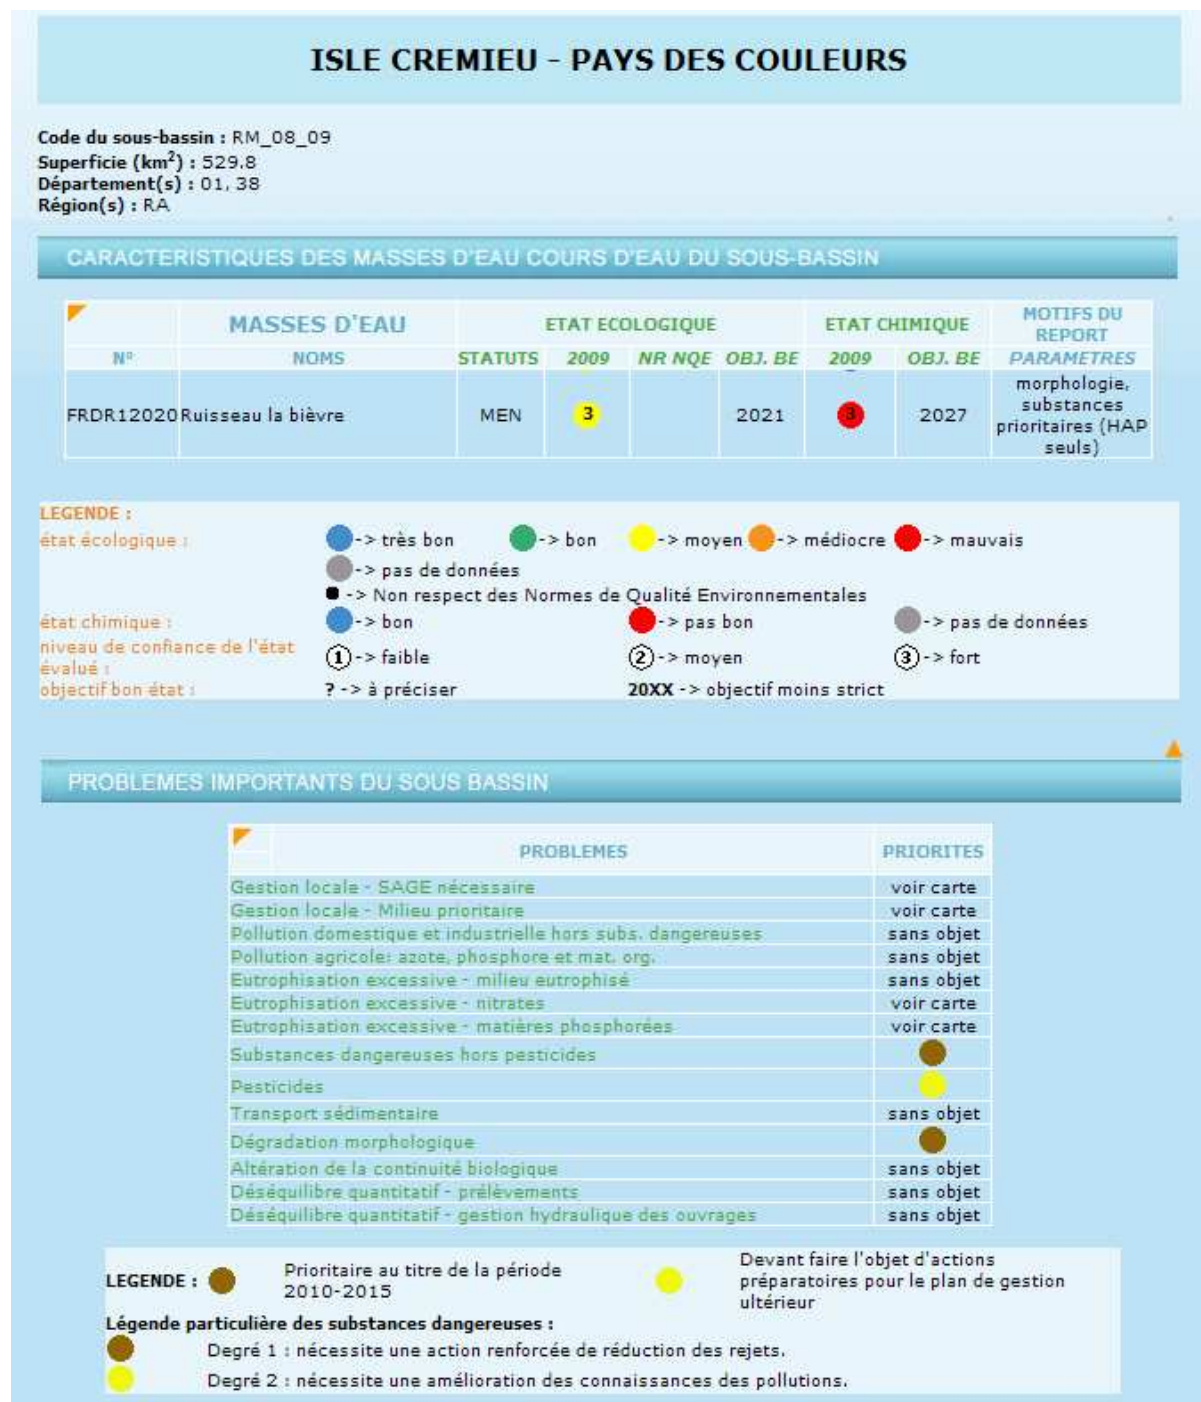 ISLE CREMIEU - PAYS DES COULEURS
Code du sous-bassin : RM_08_09
Superficie (km²) : 529.8
Département(s) : 01, 38
Région(s) : RA
CARACTERISTIQUES DES MASSES D'EAU COURS D'EAU DU SOUS-BASSIN
MASSES D'EAU ETAT ECOLOGIQUE ETAT CHIMIQUE MOTIFS DU REPORT
N° NOMS STATUTS 2009 NR NQE OBJ. BE 2009 OBJ. BE PARAMETRES
FRDR12020 Ruisseau la bièvre MEN 3 2021 3 2027 morphologie, substances prioritaires (HAP seuls)
LEGENDE :
état écologique : -> très bon -> bon -> moyen -> médiocre -> mauvais
-> pas de données
-> Non respect des Normes de Qualité Environnementales
état chimique : -> bon -> pas bon -> pas de données
niveau de confiance de l'état évalué : 1 -> faible 2 -> moyen 3 -> fort
objectif bon état : ? -> à préciser 20XX -> objectif moins strict
PROBLEMES IMPORTANTS DU SOUS BASSIN
PROBLEMES PRIORITES
Gestion locale - SAGE nécessaire voir carte
Gestion locale - Milieu prioritaire voir carte
Pollution domestique et industrielle hors subs. dangereuses sans objet
Pollution agricole: azote, phosphore et mat. org. sans objet
Eutrophisation excessive - milieu eutrophisé sans objet
Eutrophisation excessive - nitrates voir carte
Eutrophisation excessive - matières phosphorées voir carte
Substances dangereuses hors pesticides
Pesticides
Transport sédimentaire sans objet
Dégradation morphologique
Altération de la continuité biologique sans objet
Déséquilibre quantitatif - prélèvements sans objet
Déséquilibre quantitatif - gestion hydraulique des ouvrages sans objet
LEGENDE : Prioritaire au titre de la période 2010-2015 Devant faire l'objet d'actions préparatoires pour le plan de gestion ultérieur
Légende particulière des substances dangereuses :
Degré 1 : nécessite une action renforcée de réduction des rejets.
Degré 2 : nécessite une amélioration des connaissances des pollutions.